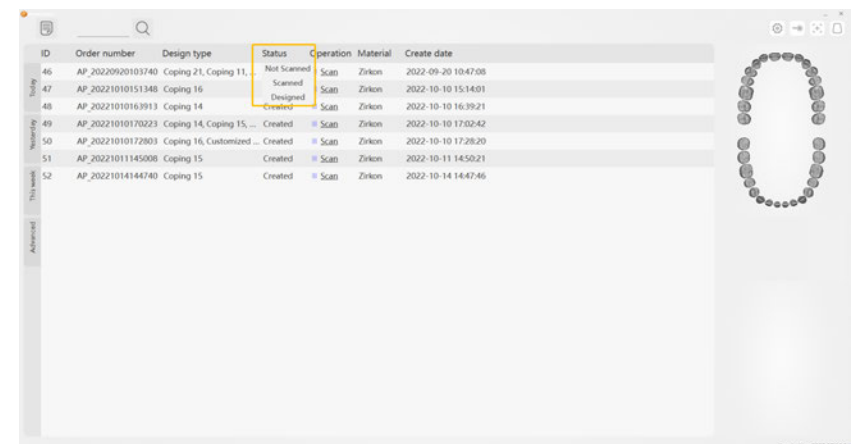 ID Order number Design type Status Operation Material Create date
46 AP_20220920103740 Coping 21, Coping 11, ... Scan Zirkon 2022-09-20 10:47:08
Not Scanned
Scanned
Designed
47 AP_20221010151348 Coping 16 Scan Zirkon 2022-10-10 15:14:01
48 AP_20221010163913 Coping 14 Created Scan Zirkon 2022-10-10 16:39:21
49 AP_20221010170223 Coping 14, Coping 15, ... Created Scan Zirkon 2022-10-10 17:02:42
50 AP_20221010172803 Coping 16, Customized ... Created Scan Zirkon 2022-10-10 17:28:20
51 AP_20221011145008 Coping 15 Created Scan Zirkon 2022-10-11 14:50:21
52 AP_20221014144740 Coping 15 Created Scan Zirkon 2022-10-14 14:47:46
Today
Yesterday
This week
Advanced